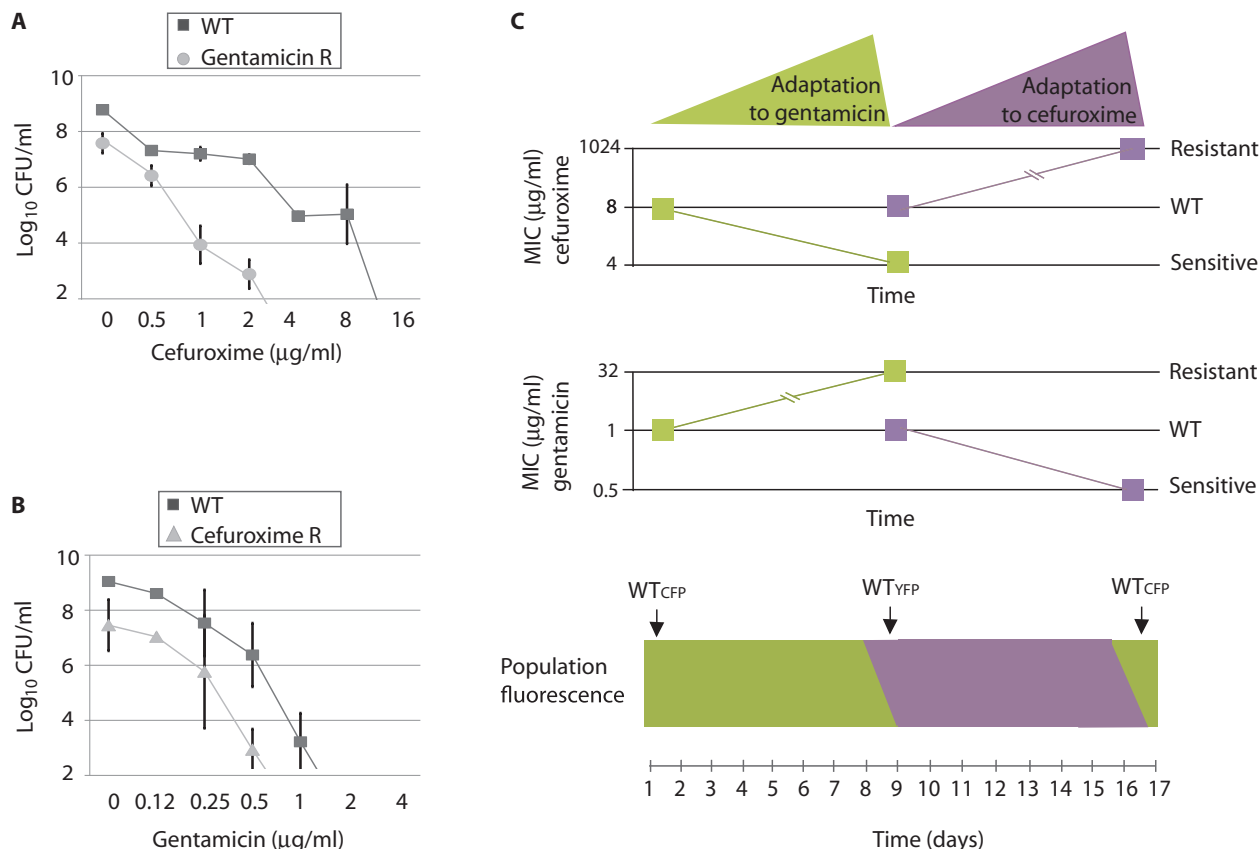 A
WT
Gentamicin R
10
8
6
4
2
Log10 CFU/ml
0 0.5 1 2 4 8 16
Cefuroxime (μg/ml)
B
WT
Cefuroxime R
10
8
6
4
2
Log10 CFU/ml
0 0.12 0.25 0.5 1 2 4
Gentamicin (μg/ml)
C
Adaptation
to gentamicin
Adaptation
to cefuroxime
MIC (μg/ml)
cefuroxime
1024
Resistant
8
WT
4
Sensitive
Time
MIC (μg/ml)
gentamicin
32
Resistant
1
WT
0.5
Sensitive
Time
WTCFP
WTYFP
WTCFP
Population
fluorescence
1 2 3 4 5 6 7 8 9 10 11 12 13 14 15 16 17
Time (days)